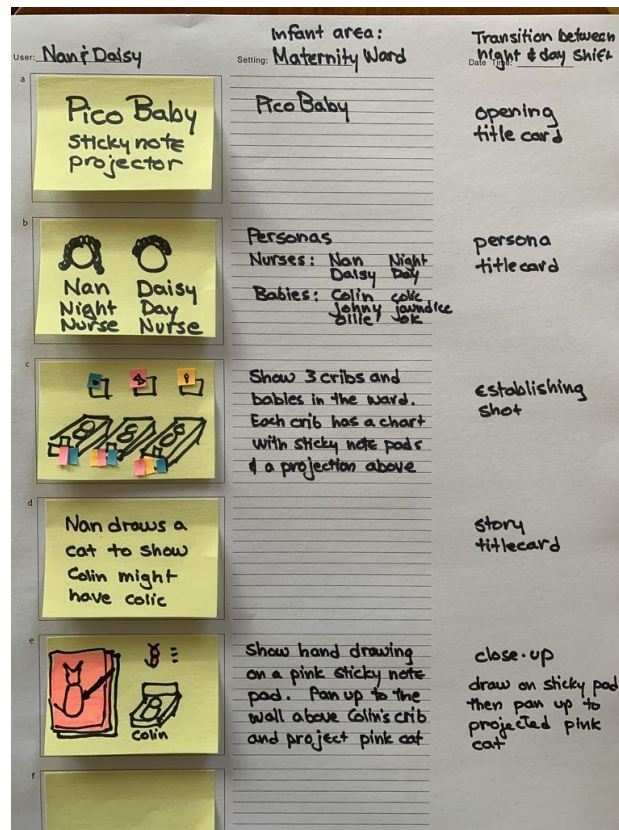 User: Nan & Daisy
Infant area:
Setting: Maternity Ward
Transition between
night & day shift
Date Time:
a
Pico Baby
sticky note
projector
Pico Baby
opening
title card
b
Nan
Night
Nurse
Daisy
Day
Nurse
Personas
Nurses: Nan Night
Daisy Day
Babies: Colin colic
Johny jaundice
ollie ok
persona
titlecard
c
Show 3 cribs and
babies in the ward.
Each crib has a chart
with sticky note pads
& a projection above
establishing
shot
d
Nan draws a
cat to show
Colin might
have colic
story
titlecard
e
Colin
Show hand drawing
on a pink sticky note
pad. Pan up to the
wall above Colin's crib
and project pink cat
close-up
draw on sticky pad
then pan up to
projected pink
cat
f